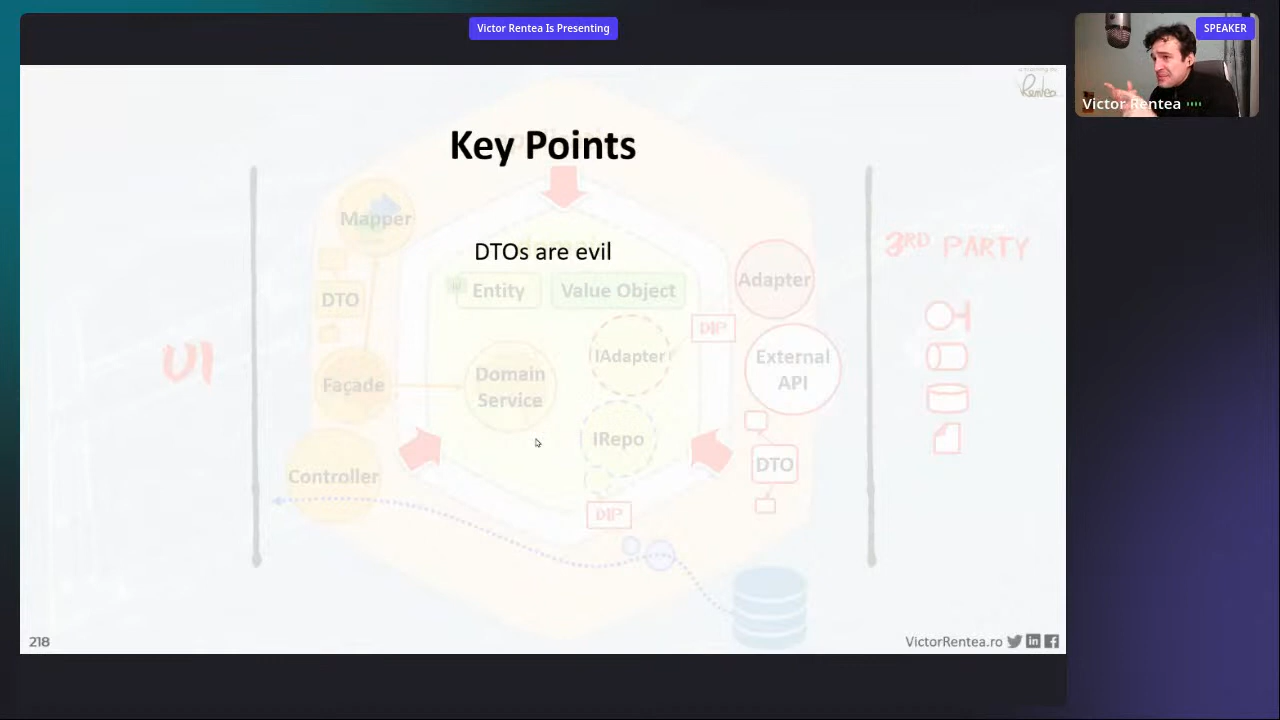 Victor Rentea Is Presenting
SPEAKER
Victor Rentea
Rentea
Key Points
Mapper
DTOs are evil
3RD PARTY
Entity
Value Object
Adapter
DTO
DIP
IAdapter
External
API
UI
Façade
Domain
Service
IRepo
DTO
Controller
DIP
218
VictorRentea.ro